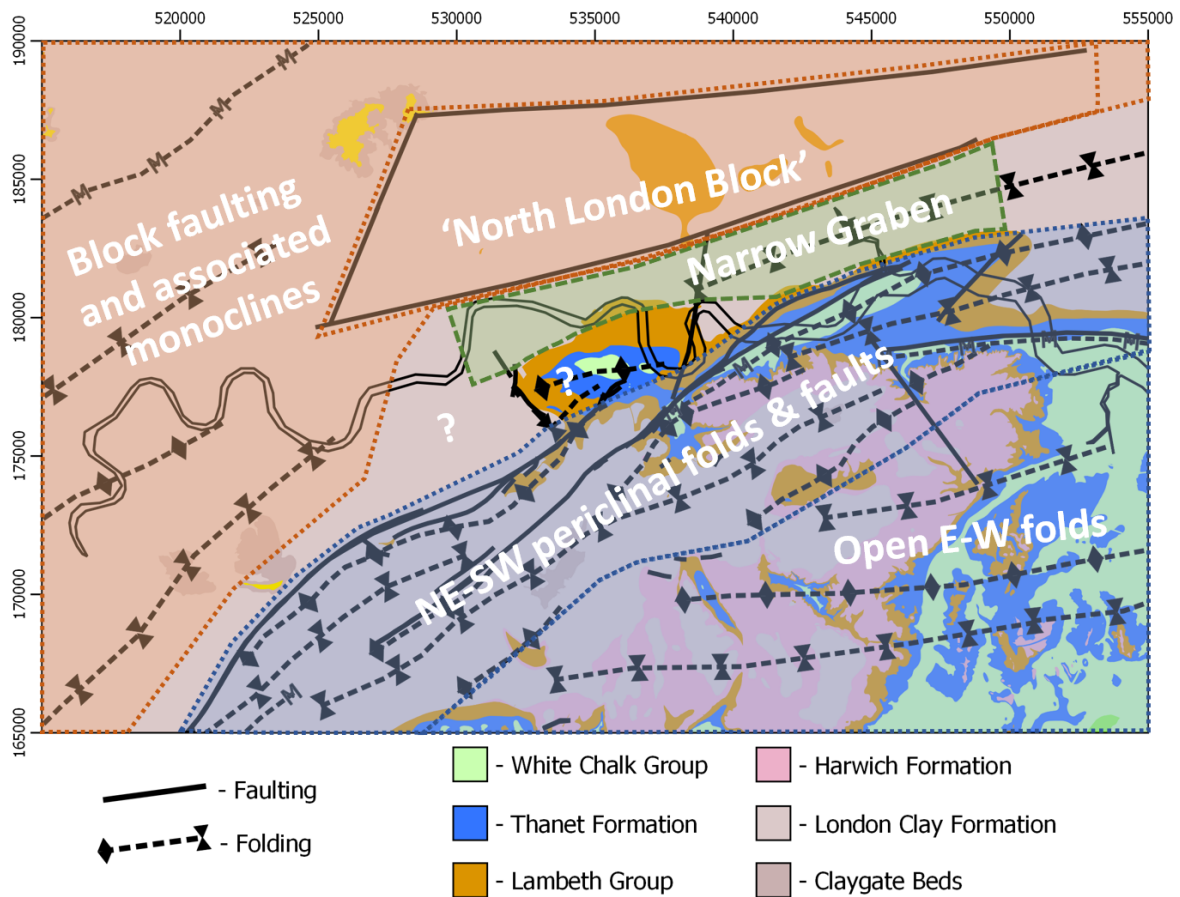 520000 525000 530000 535000 540000 545000 550000 555000
190000
185000
180000
175000
170000
165000
M
M
M
M
M
M
M
Block faulting
and associated
monoclines
'North London Block'
Narrow Graben
?
?
NE-SW periclinal folds & faults
Open E-W folds
- Faulting
- Folding
- White Chalk Group
- Thanet Formation
- Lambeth Group
- Harwich Formation
- London Clay Formation
- Claygate Beds